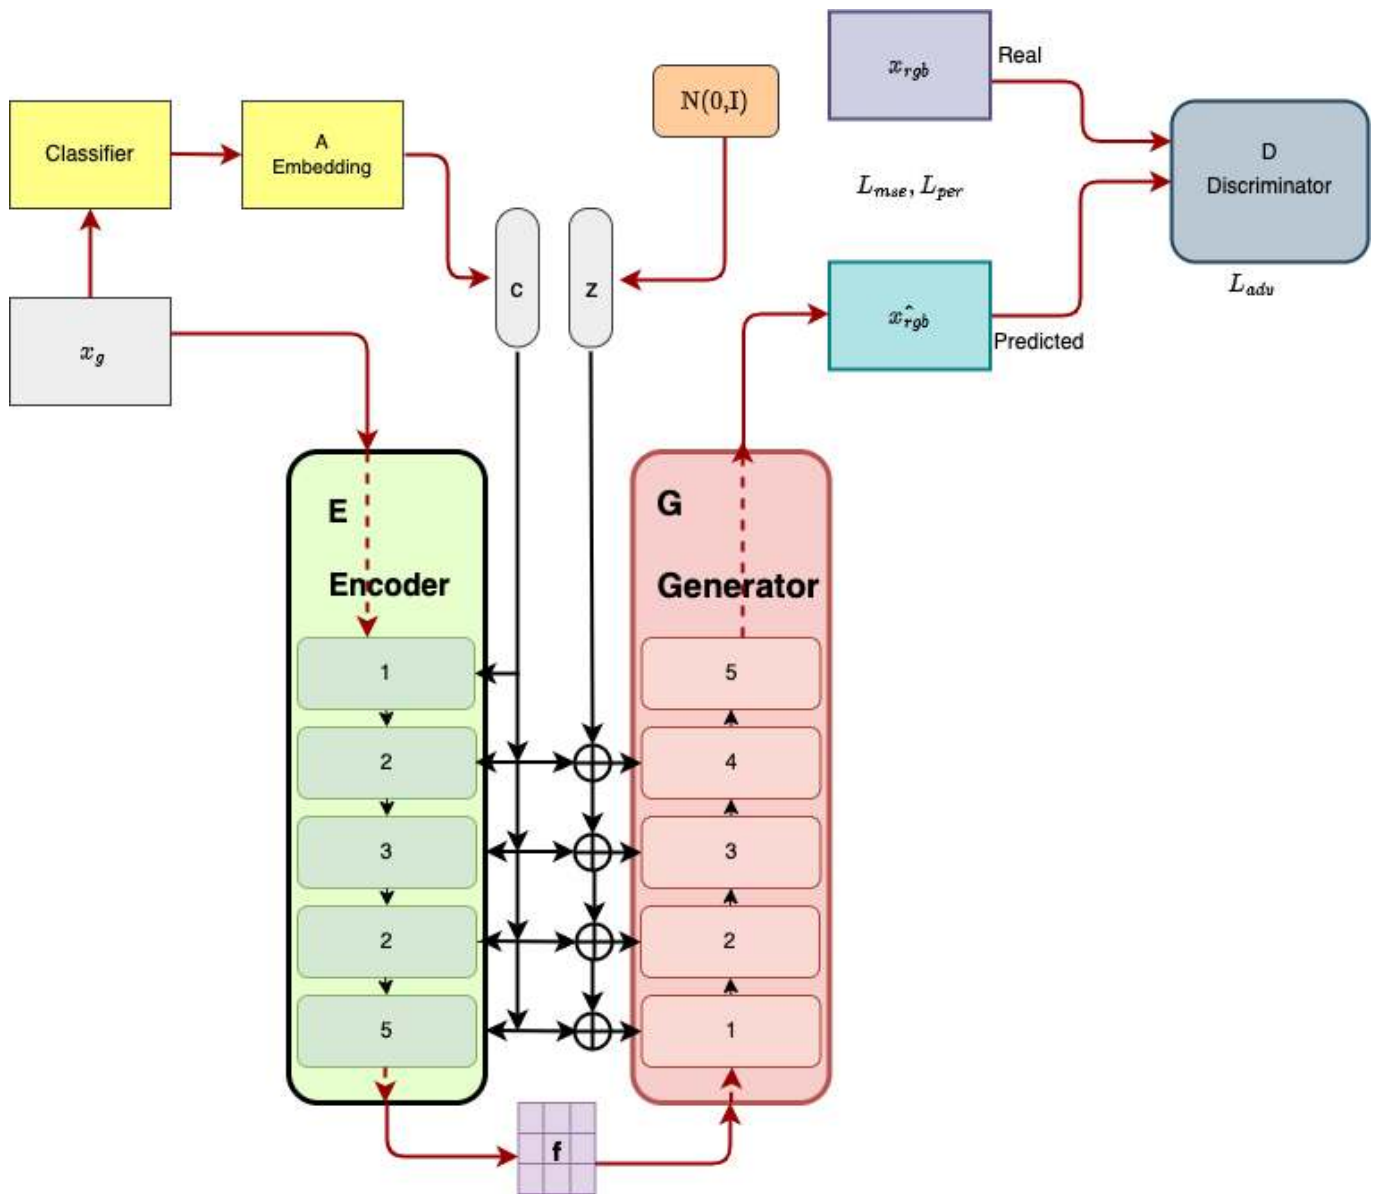 x_rgb
Real
N(0,I)
Classifier
A
Embedding
D
Discriminator
L_mse, L_per
c
z
L_adv
x_g
x̂_rgb
Predicted
E
Encoder
G
Generator
1
5
2
4
3
3
2
2
5
1
f